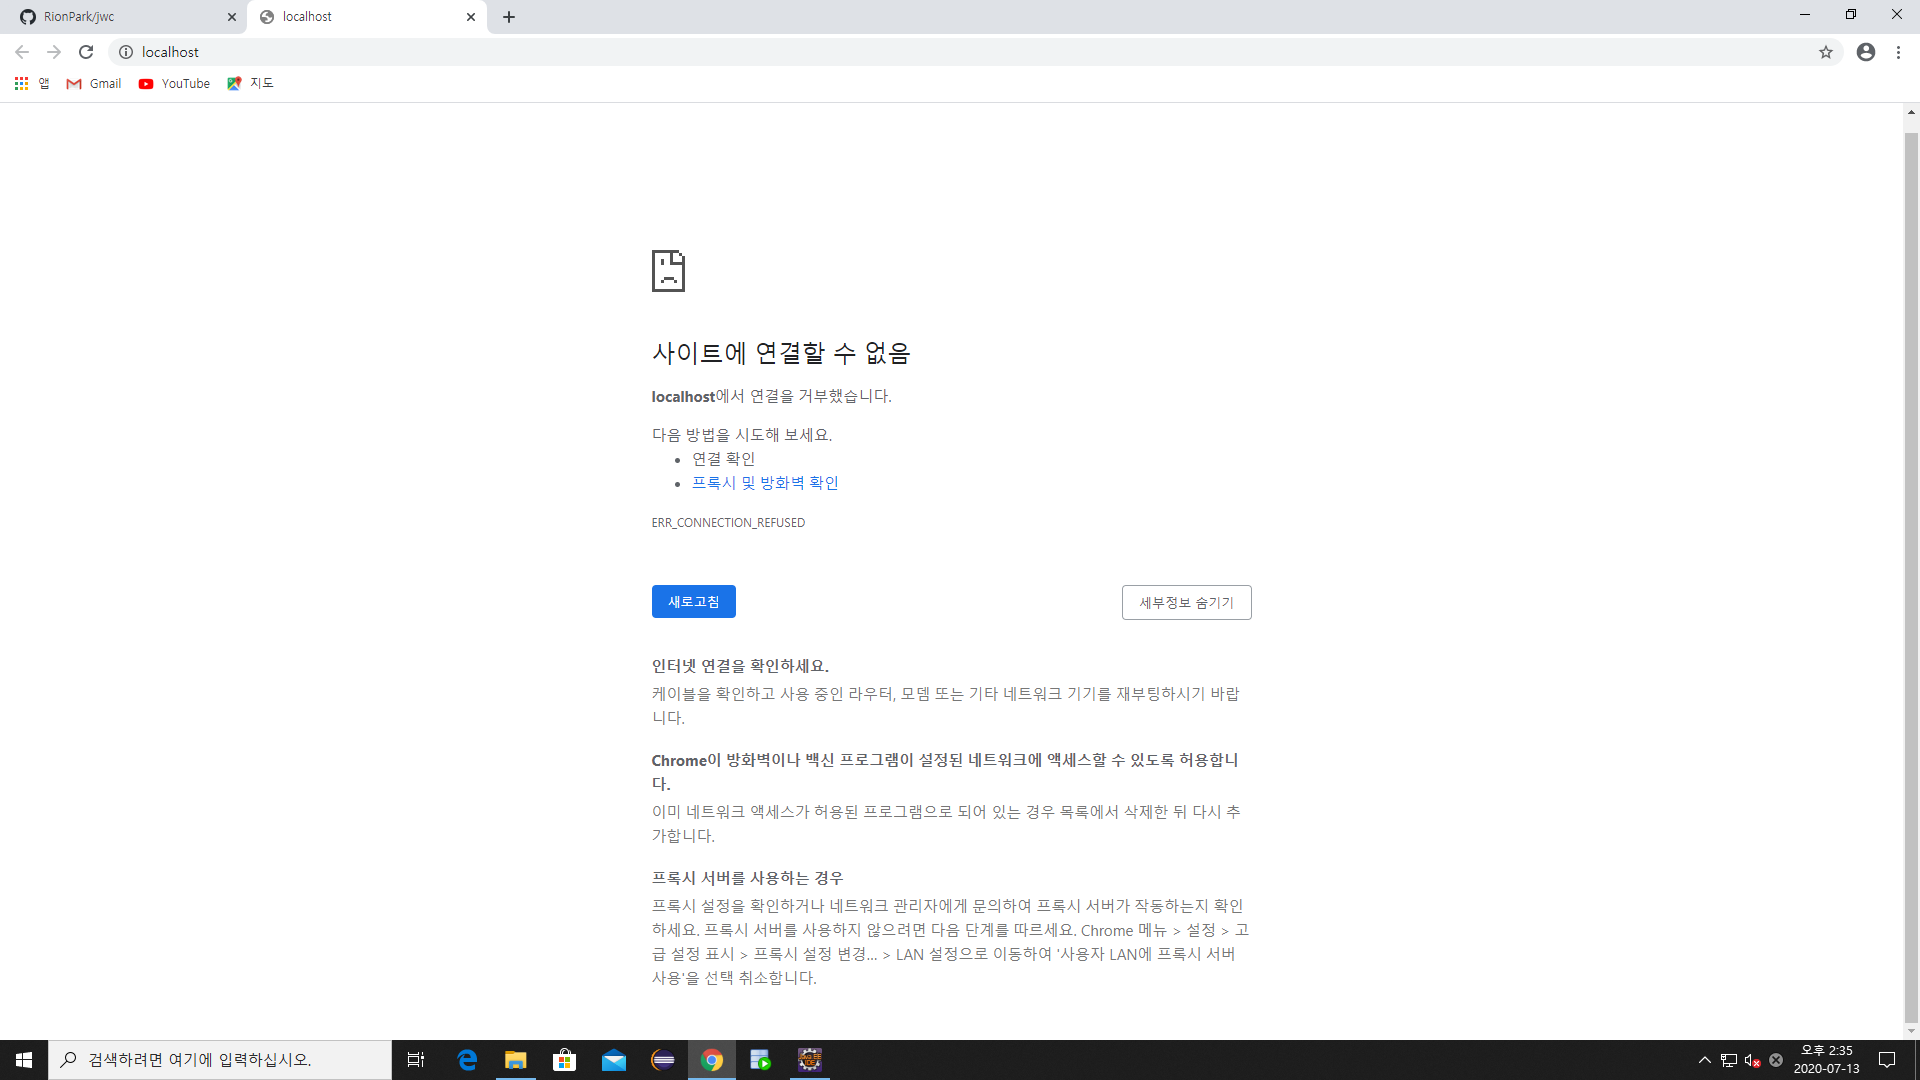 RionPark/jwc
localhost
localhost
앱
Gmail
YouTube
지도
사이트에 연결할 수 없음
localhost에서 연결을 거부했습니다.
다음 방법을 시도해 보세요.
• 연결 확인
• 프록시 및 방화벽 확인
ERR_CONNECTION_REFUSED
새로고침
세부정보 숨기기
인터넷 연결을 확인하세요.
케이블을 확인하고 사용 중인 라우터, 모뎀 또는 기타 네트워크 기기를 재부팅하시기 바랍
니다.
Chrome이 방화벽이나 백신 프로그램이 설정된 네트워크에 액세스할 수 있도록 허용합니
다.
이미 네트워크 액세스가 허용된 프로그램으로 되어 있는 경우 목록에서 삭제한 뒤 다시 추
가합니다.
프록시 서버를 사용하는 경우
프록시 설정을 확인하거나 네트워크 관리자에게 문의하여 프록시 서버가 작동하는지 확인
하세요. 프록시 서버를 사용하지 않으려면 다음 단계를 따르세요. Chrome 메뉴 > 설정 > 고
급 설정 표시 > 프록시 설정 변경... > LAN 설정으로 이동하여 '사용자 LAN에 프록시 서버
사용'을 선택 취소합니다.
검색하려면 여기에 입력하십시오.
Java EE
IDE
오후 2:35
2020-07-13